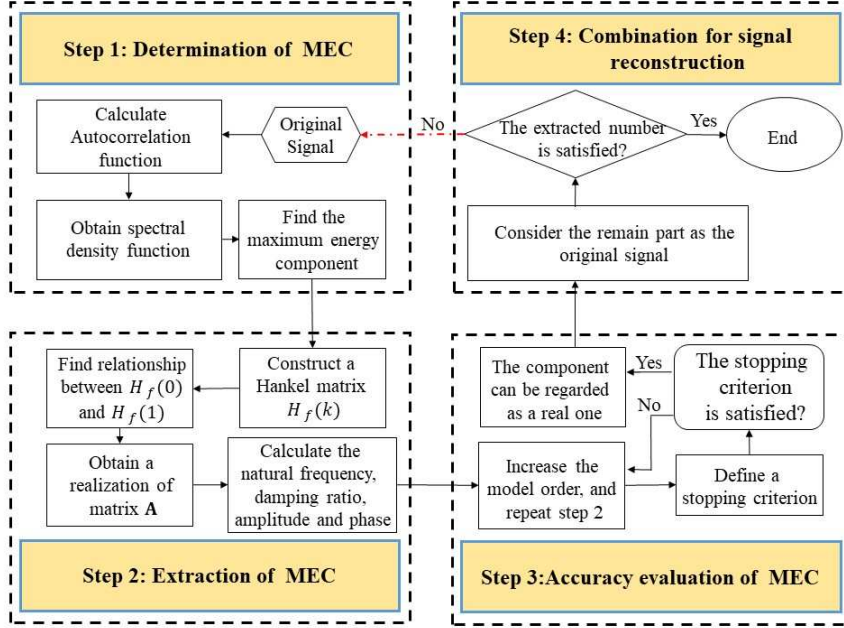 Step 1: Determination of MEC
Original
Signal
Calculate
Autocorrelation
function
Obtain spectral
density function
Find the
maximum energy
component
Construct a
Hankel matrix
H_f(k)
Find relationship
between H_f(0)
and H_f(1)
Obtain a
realization of
matrix A
Calculate the
natural frequency,
damping ratio,
amplitude and phase
Step 2: Extraction of MEC
Increase the
model order, and
repeat step 2
Define a
stopping criterion
The stopping
criterion
is satisfied?
Yes
No
The component
can be regarded
as a real one
Step 3:Accuracy evaluation of MEC
Step 4: Combination for signal
reconstruction
Consider the remain part as the
original signal
The extracted number
is satisfied?
No
Yes
End